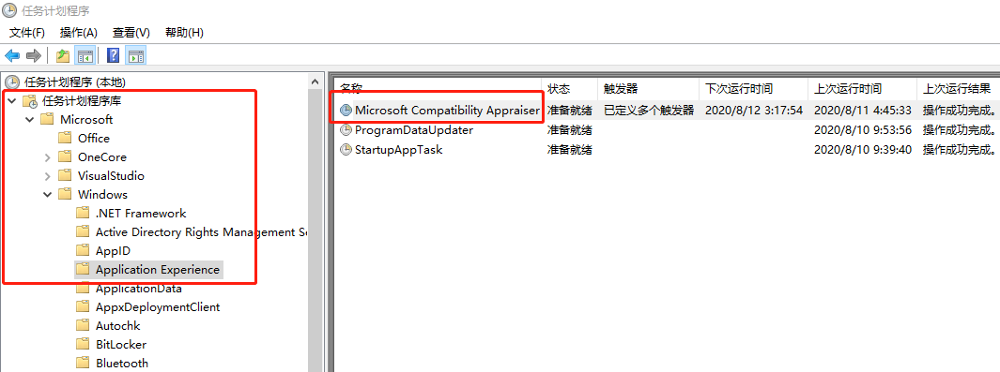 任务计划程序
文件(F) 操作(A) 查看(V) 帮助(H)
任务计划程序 (本地)
任务计划程序库
Microsoft
Office
OneCore
VisualStudio
Windows
.NET Framework
Active Directory Rights Management Se
AppID
Application Experience
ApplicationData
AppxDeploymentClient
Autochk
BitLocker
Bluetooth
名称 状态 触发器 下次运行时间 上次运行时间 上次运行结果
Microsoft Compatibility Appraiser 准备就绪 已定义多个触发器 2020/8/12 3:17:54 2020/8/11 4:45:33 操作成功完成。
ProgramDataUpdater 准备就绪 2020/8/10 9:53:56 操作成功完成。
StartupAppTask 准备就绪 2020/8/10 9:39:40 操作成功完成。